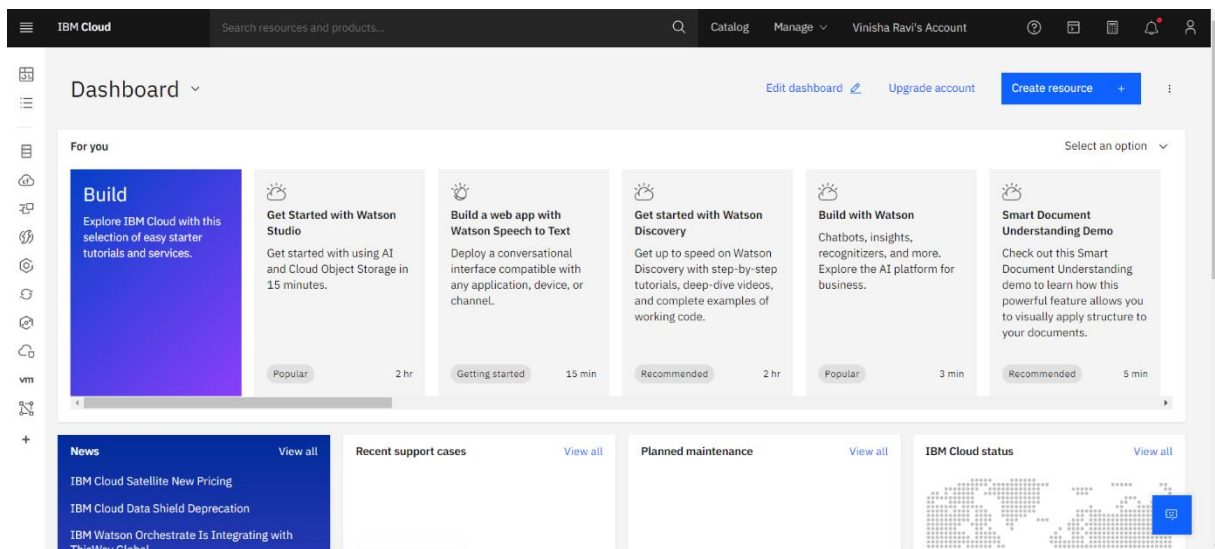 IBM Cloud
Search resources and products...
Catalog
Manage
Vinisha Ravi's Account
Dashboard
Edit dashboard
Upgrade account
Create resource +
For you
Select an option
Build
Explore IBM Cloud with this
selection of easy starter
tutorials and services.
Get Started with Watson
Studio
Get started with using AI
and Cloud Object Storage in
15 minutes.
Popular
2 hr
Build a web app with
Watson Speech to Text
Deploy a conversational
interface compatible with
any application, device, or
channel.
Getting started
15 min
Get started with Watson
Discovery
Get up to speed on Watson
Discovery with step-by-step
tutorials, deep-dive videos,
and complete examples of
working code.
Recommended
2 hr
Build with Watson
Chatbots, insights,
recognitizers, and more.
Explore the AI platform for
business.
Popular
3 min
Smart Document
Understanding Demo
Check out this Smart
Document Understanding
demo to learn how this
powerful feature allows you
to visually apply structure to
your documents.
Recommended
5 min
vm
News
View all
IBM Cloud Satellite New Pricing
IBM Cloud Data Shield Deprecation
IBM Watson Orchestrate Is Integrating with
Recent support cases
View all
Planned maintenance
View all
IBM Cloud status
View all